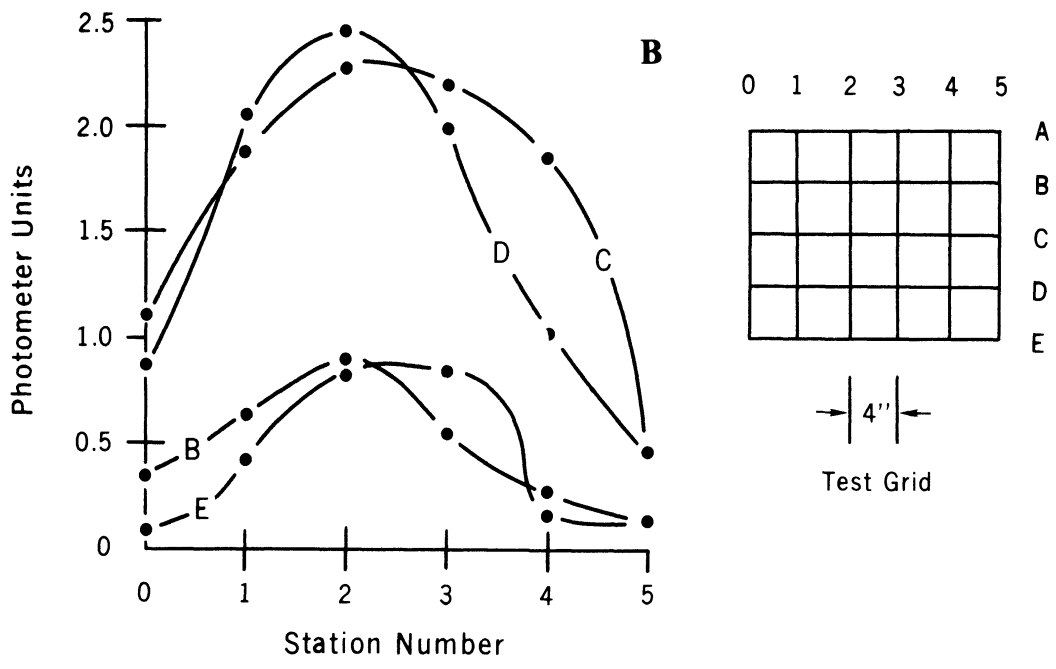 2.5
2.0
1.5
1.0
0.5
0
Photometer Units
B
D
C
B
E
0 1 2 3 4 5
Station Number
0 1 2 3 4 5
A
B
C
D
E
4''
Test Grid